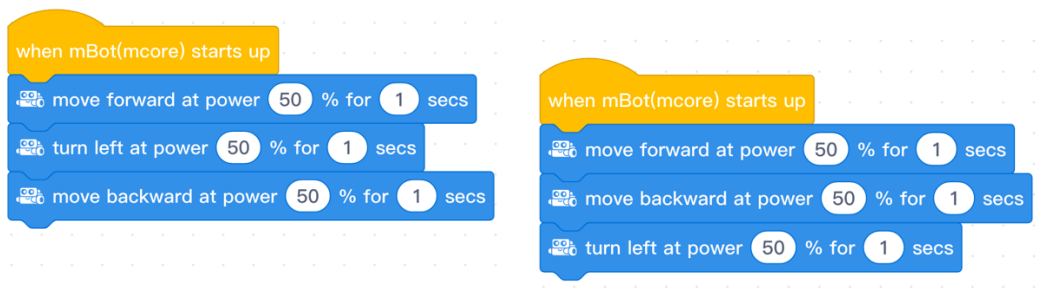 when mBot(mcore) starts up
move forward at power 50 % for 1 secs
turn left at power 50 % for 1 secs
move backward at power 50 % for 1 secs
when mBot(mcore) starts up
move forward at power 50 % for 1 secs
move backward at power 50 % for 1 secs
turn left at power 50 % for 1 secs